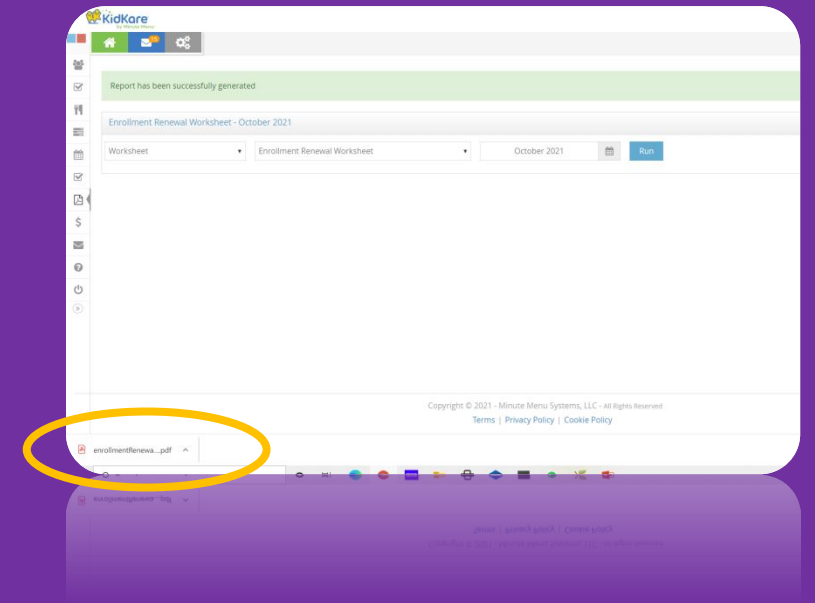 KidKare
by Minute Menu
Report has been successfully generated
Enrollment Renewal Worksheet - October 2021
Worksheet
Enrollment Renewal Worksheet
October 2021
Run
Copyright © 2021 - Minute Menu Systems, LLC - All Rights Reserved
Terms | Privacy Policy | Cookie Policy
enrollmentRenewa....pdf